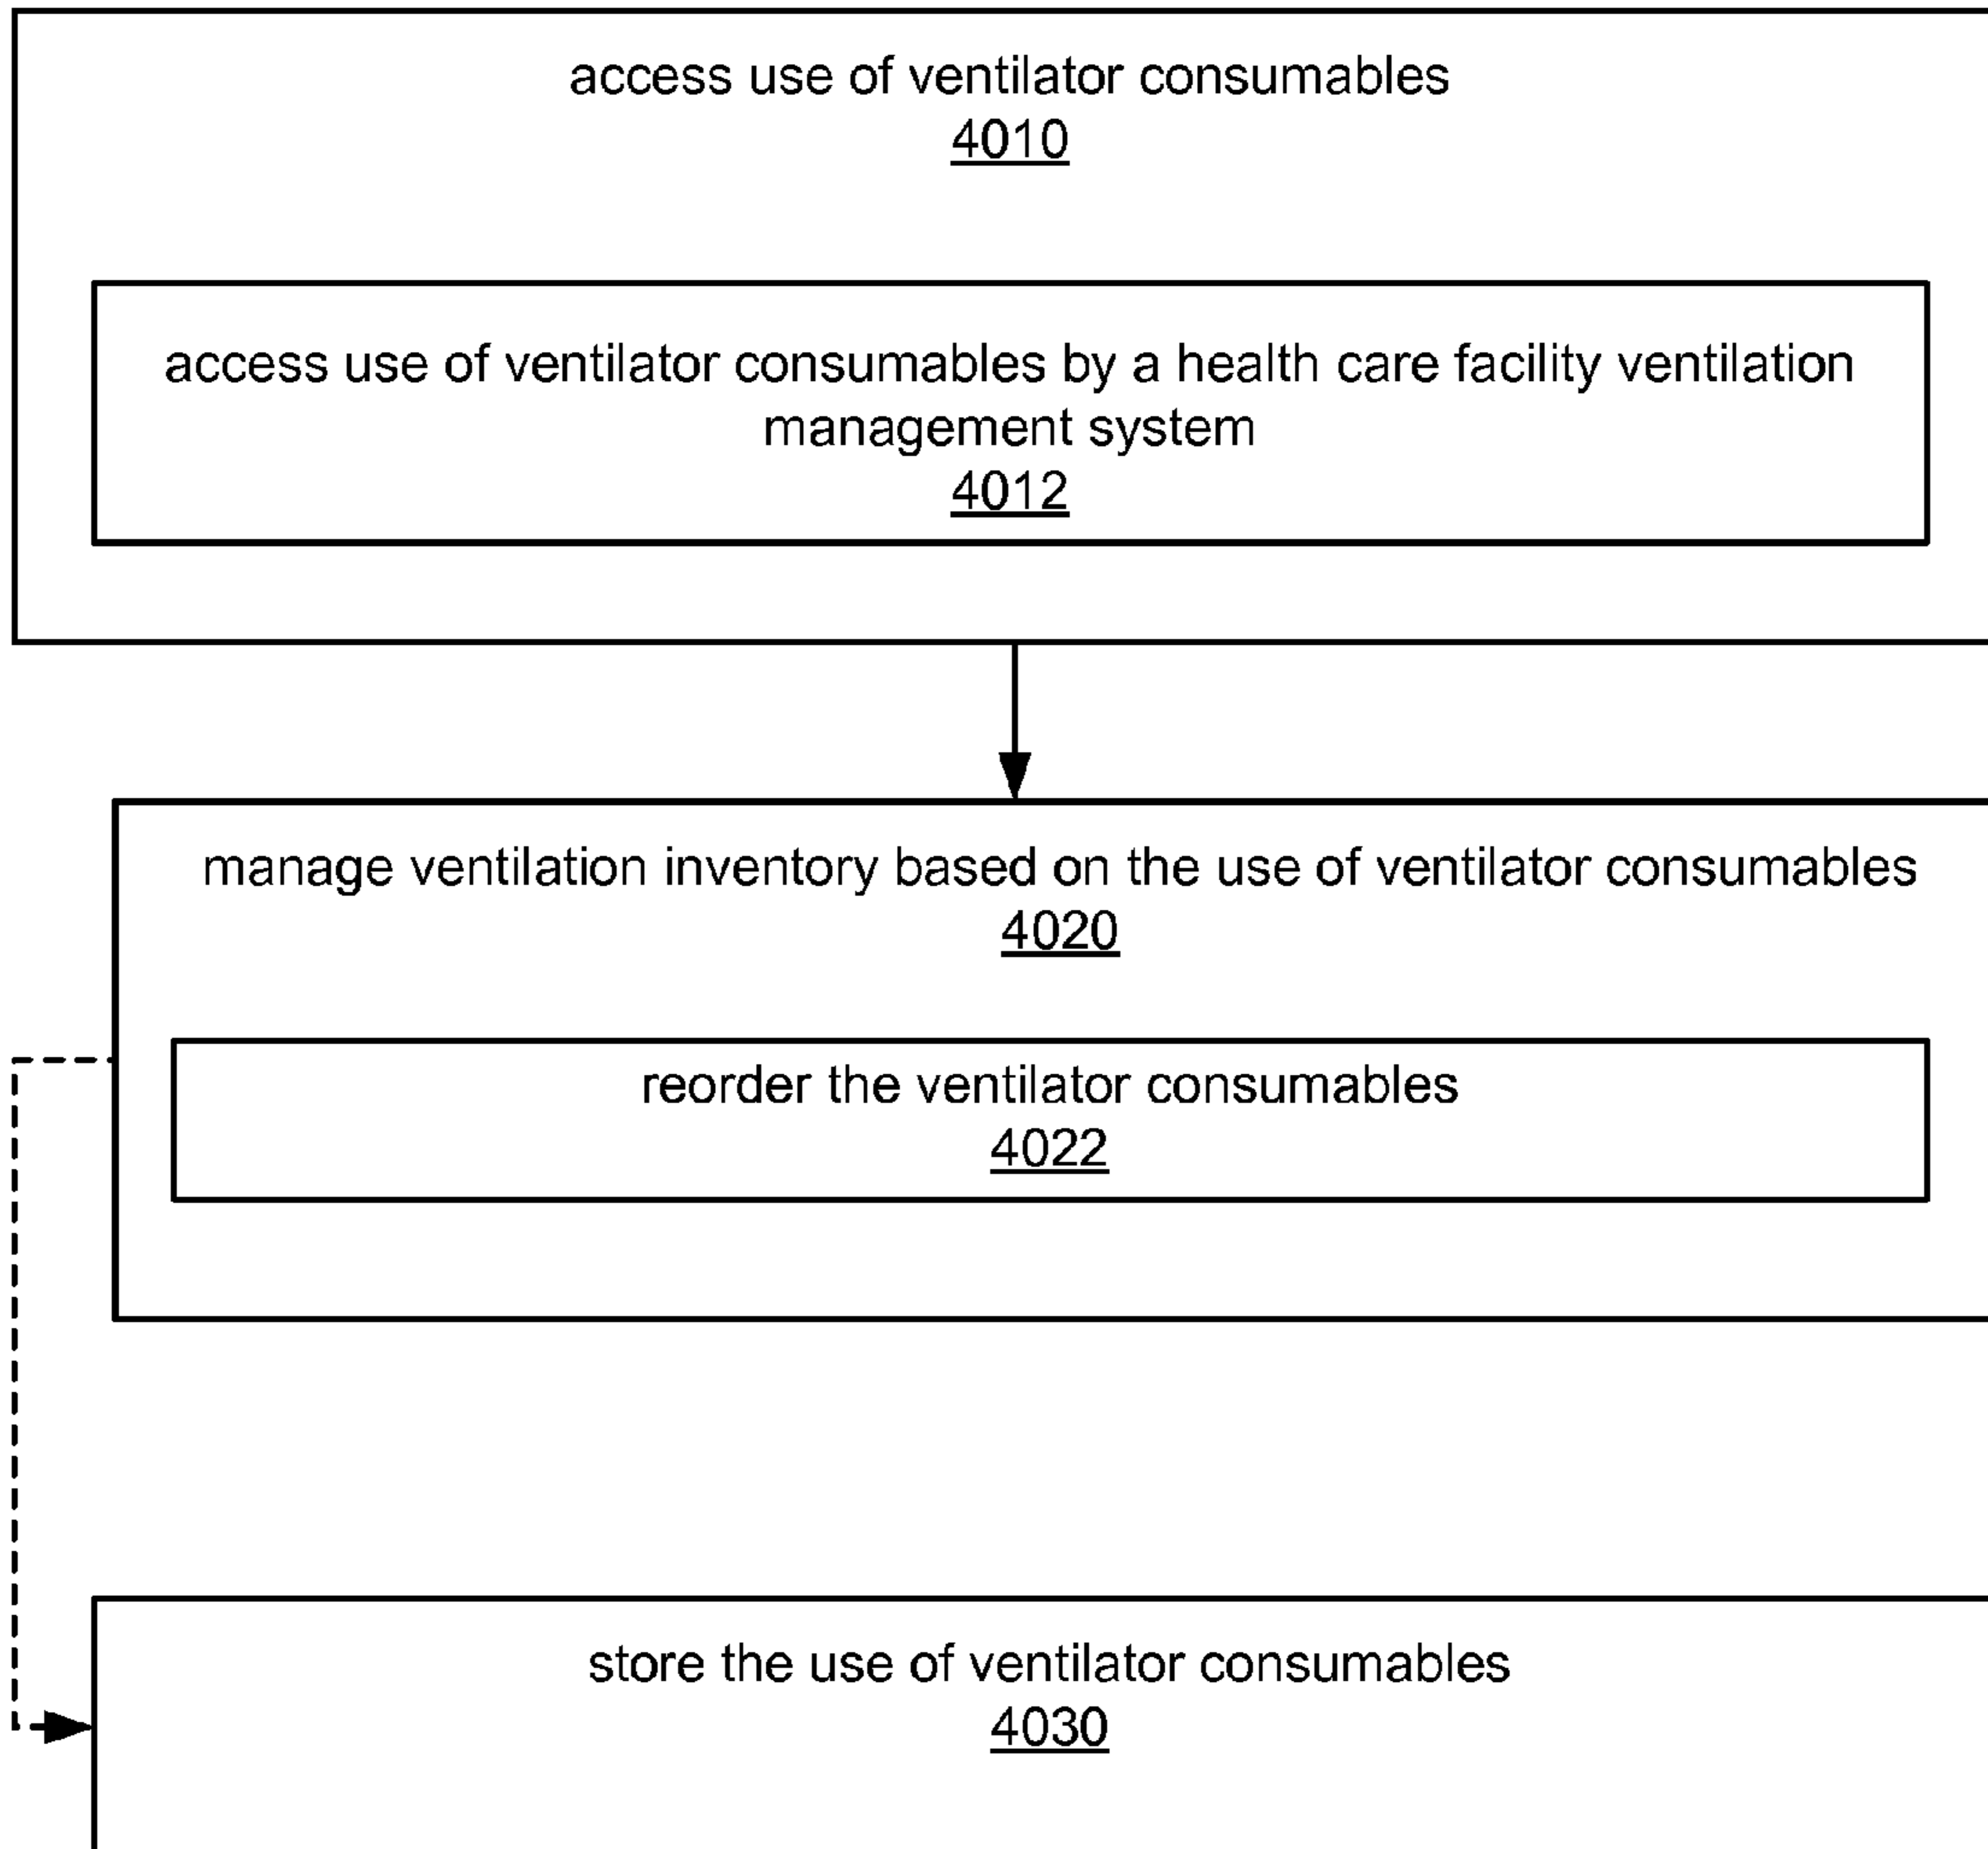 access use of ventilator consumables
4010
access use of ventilator consumables by a health care facility ventilation
management system
4012
manage ventilation inventory based on the use of ventilator consumables
4020
reorder the ventilator consumables
4022
store the use of ventilator consumables
4030